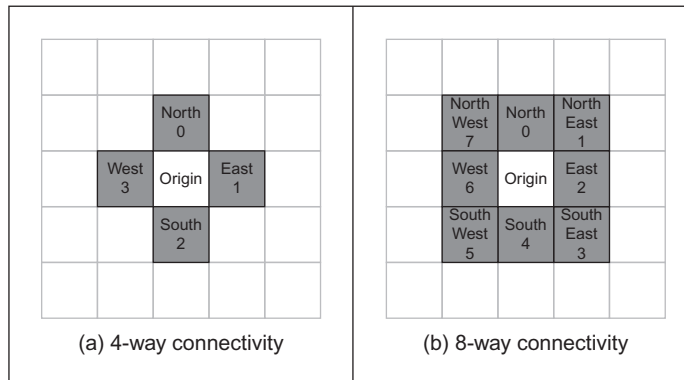 North
0
West
3
Origin
East
1
South
2
(a) 4-way connectivity
North
West
7
North
0
North
East
1
West
6
Origin
East
2
South
West
5
South
4
South
East
3
(b) 8-way connectivity